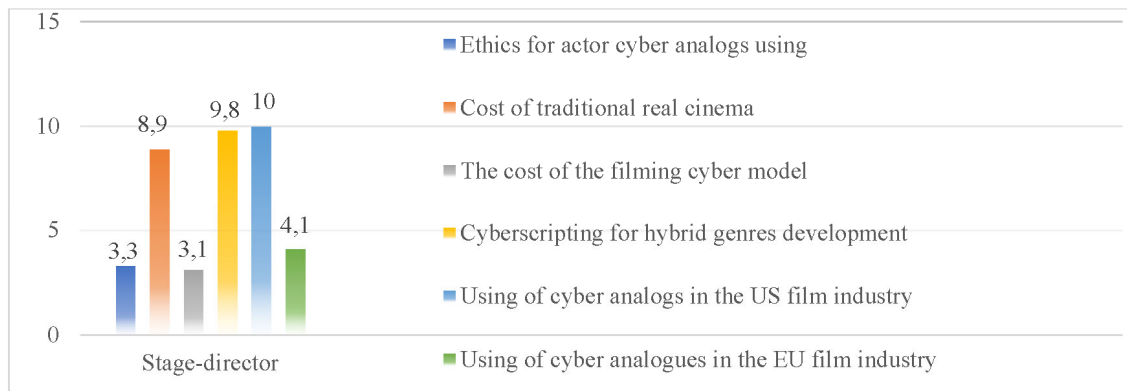 15
Ethics for actor cyber analogs using
Cost of traditional real cinema
10
9,8
10
8,9
The cost of the filming cyber model
Cyberscripting for hybrid genres development
5
3,3
3,1
4,1
Using of cyber analogs in the US film industry
0
Stage-director
Using of cyber analogues in the EU film industry